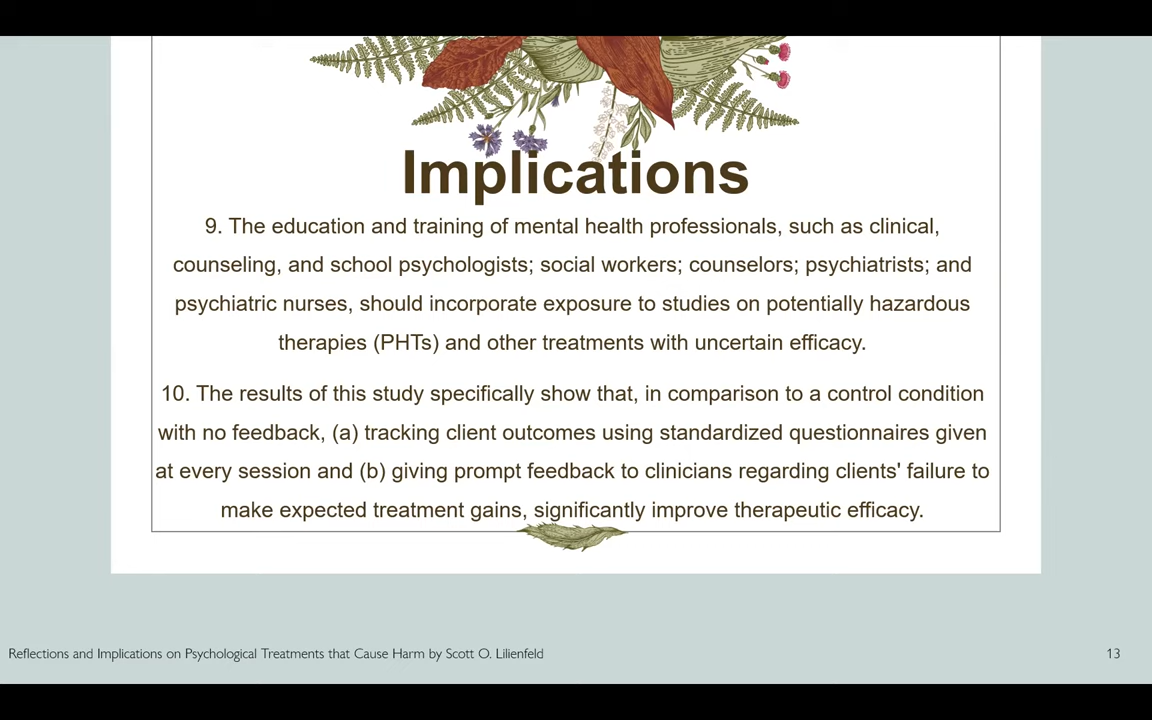 Implications
9. The education and training of mental health professionals, such as clinical,
counseling, and school psychologists; social workers; counselors; psychiatrists; and
psychiatric nurses, should incorporate exposure to studies on potentially hazardous
therapies (PHTs) and other treatments with uncertain efficacy.
10. The results of this study specifically show that, in comparison to a control condition
with no feedback, (a) tracking client outcomes using standardized questionnaires given
at every session and (b) giving prompt feedback to clinicians regarding clients' failure to
make expected treatment gains, significantly improve therapeutic efficacy.
Reflections and Implications on Psychological Treatments that Cause Harm by Scott O. Lilienfeld
13